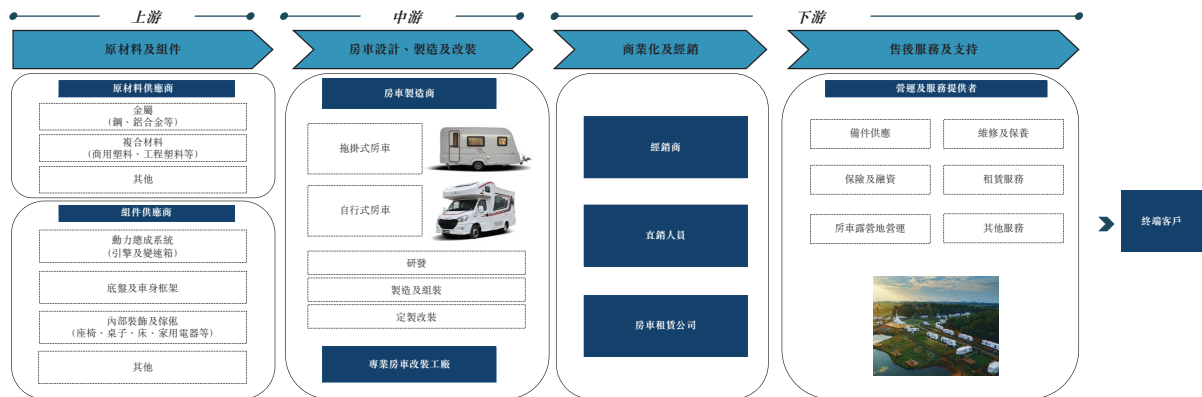 上游
中游
下游
原材料及組件
房車設計、製造及改裝
商業化及經銷
售後服務及支持
原材料供應商
金屬
(鋼、鋁合金等)
複合材料
(商用塑料、工程塑料等)
其他
組件供應商
動力總成系統
(引擎及變速箱)
底盤及車身框架
內部裝飾及傢俬
(座椅、桌子、床、家用電器等)
其他
房車製造商
拖掛式房車
自行式房車
研發
製造及組裝
定製改裝
專業房車改裝工廠
經銷商
直銷人員
房車租賃公司
營運及服務提供者
備件供應
維修及保養
保險及融資
租賃服務
房車露營地營運
其他服務
終端客戶